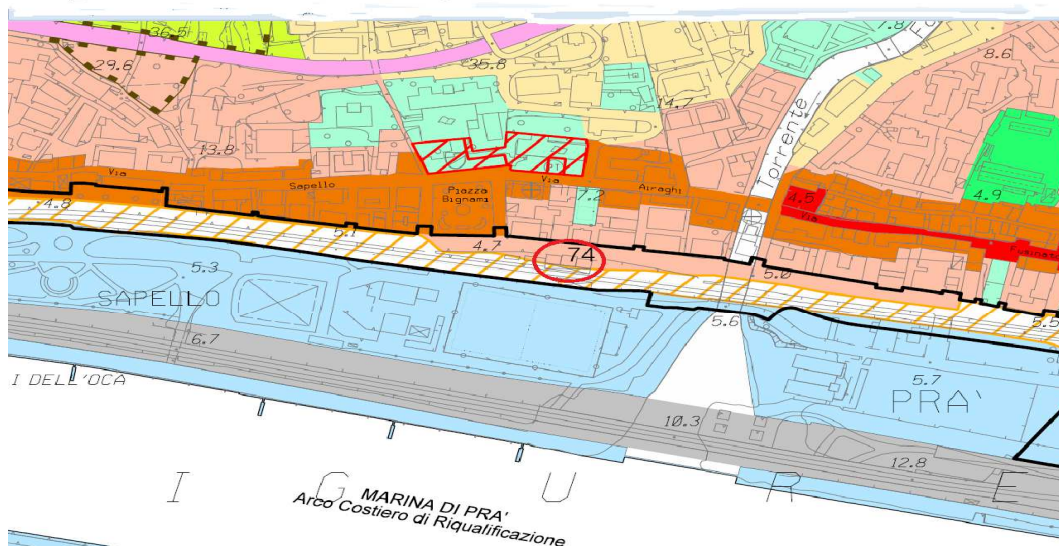 7.8
36.5
29.6
35.8
8.6
14.7
Torrente
13.8
Via
Sapello
Piazza
Bignami
Via
Airaghi
7.2
4.5
Via
4.9
4.8
5.1
4.7
74
5.0
5.3
SAPELLO
5.6
5.5
6.7
I DELL'OCA
5.7
PRA'
10.3
12.8
I G U R E
MARINA DI PRA'
Arco Costiero di Riqualificazione